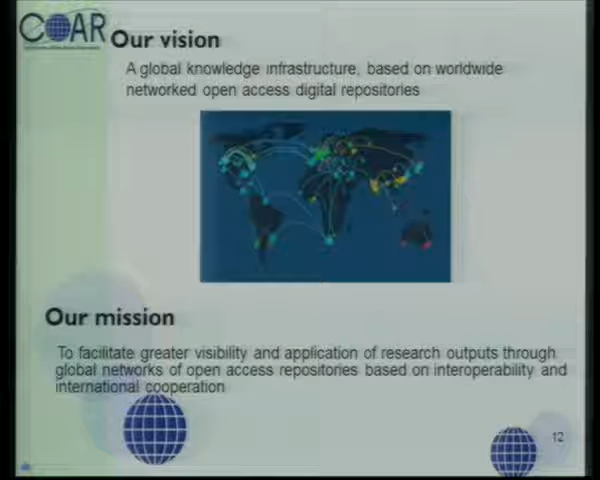 COAR
Our vision
A global knowledge infrastructure, based on worldwide
networked open access digital repositories
Our mission
To facilitate greater visibility and application of research outputs through
global networks of open access repositories based on interoperability and
international cooperation
12